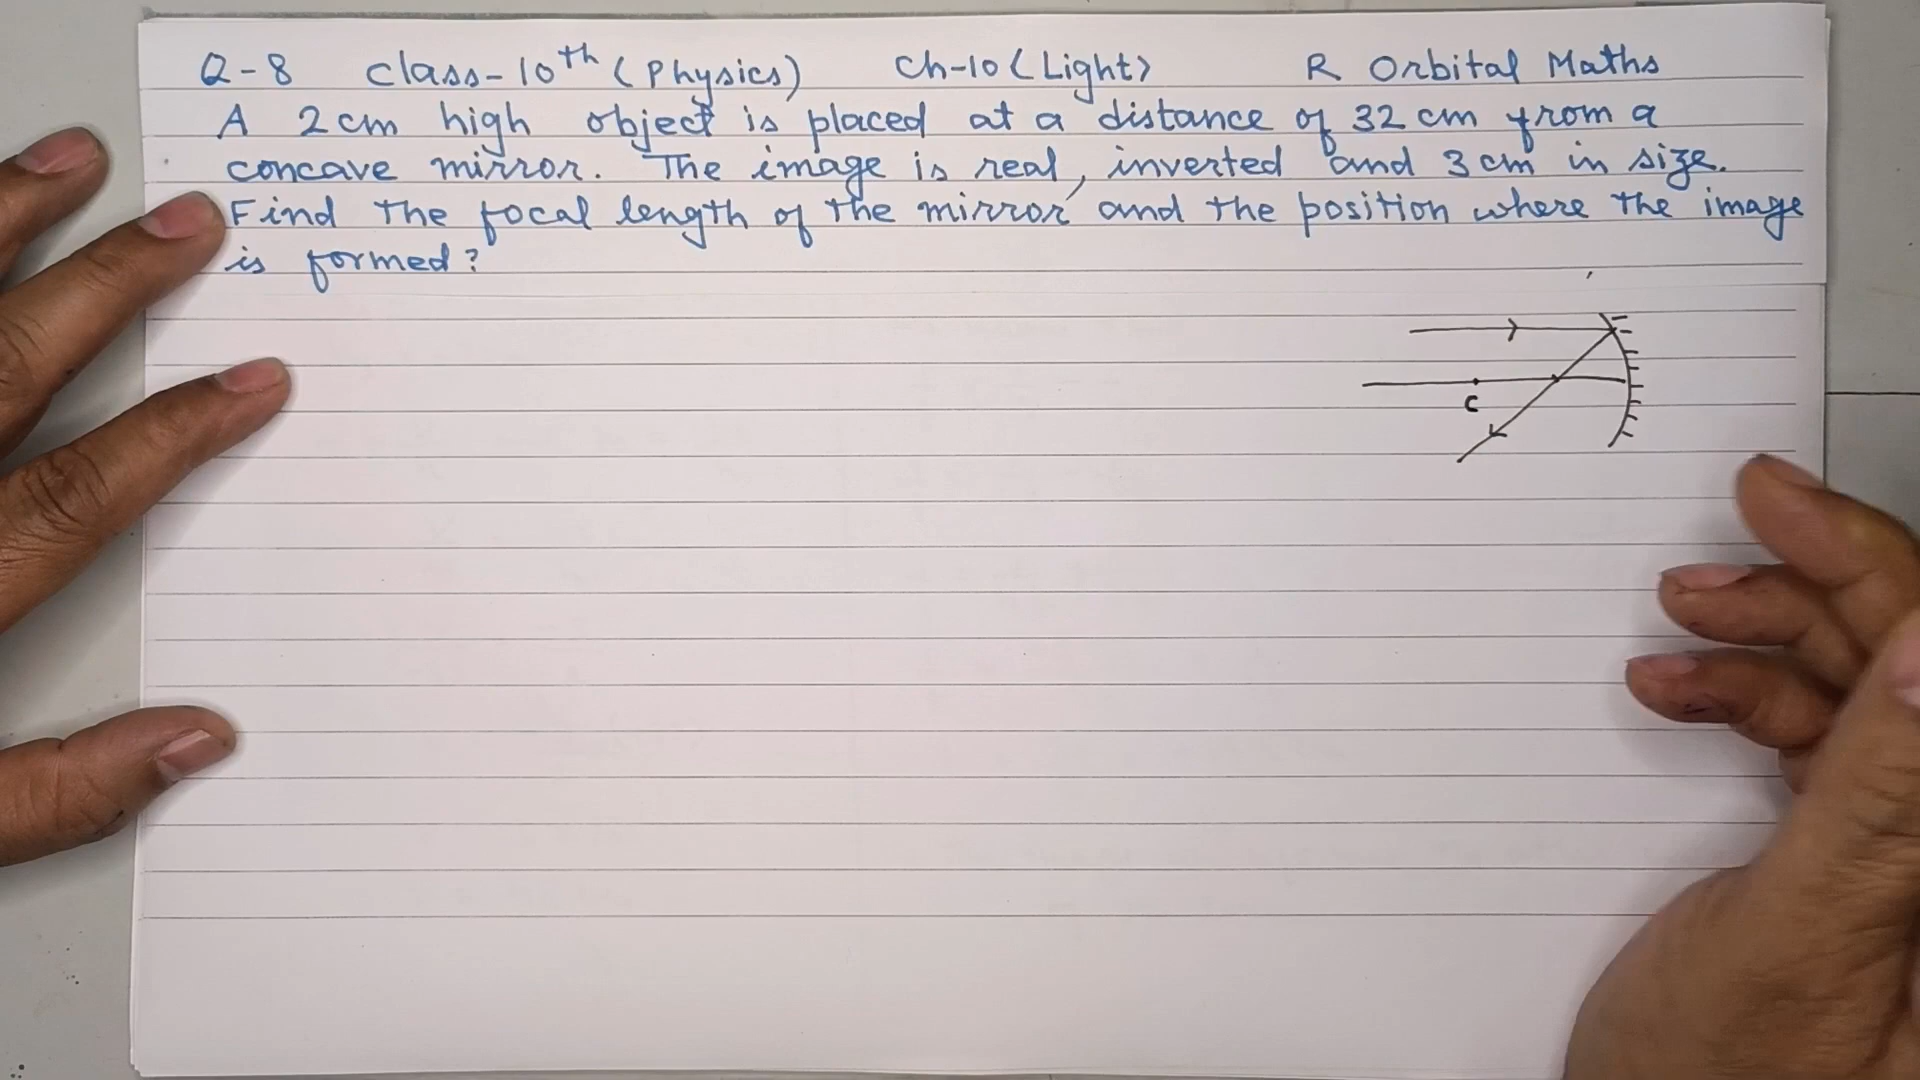 Q-8 Class-10th (Physics) Ch-10 (Light) R Orbital Maths
A 2cm high object is placed at a distance of 32 cm from a
concave mirror. The image is real, inverted and 3 cm in size.
Find the focal length of the mirror and the position where the image
is formed?
C